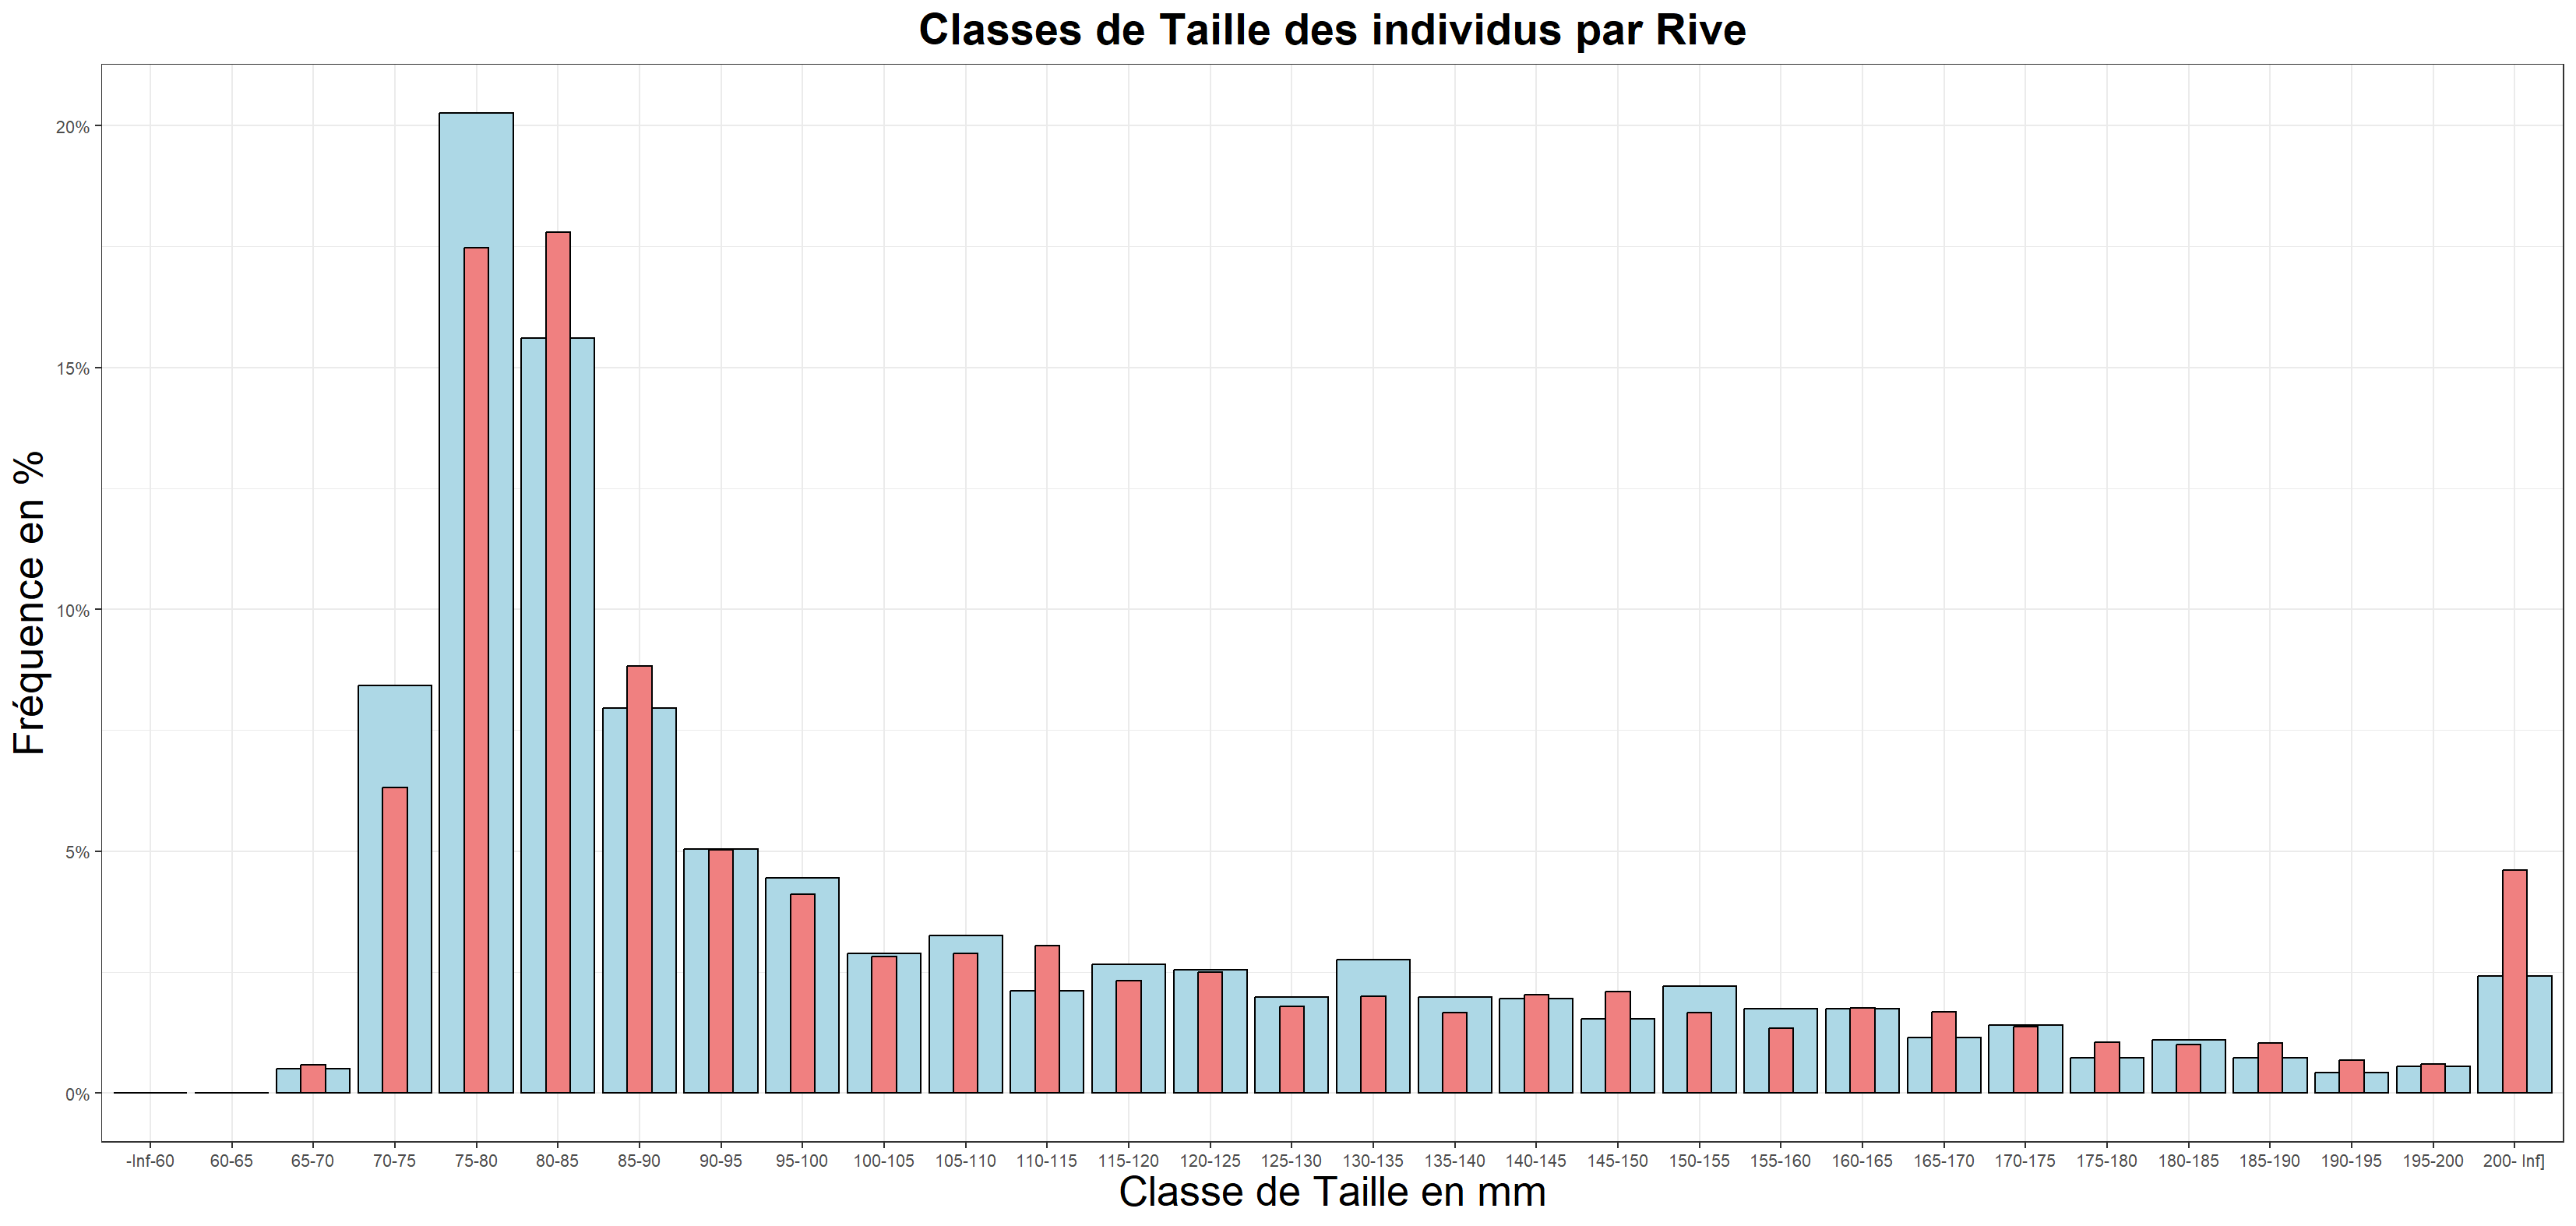 Classes de Taille des individus par Rive
Fréquence en %
20%
15%
10%
5%
0%
-Inf-60 60-65 65-70 70-75 75-80 80-85 85-90 90-95 95-100 100-105 105-110 110-115 115-120 120-125 125-130 130-135 135-140 140-145 145-150 150-155 155-160 160-165 165-170 170-175 175-180 180-185 185-190 190-195 195-200 200- Inf]
Classe de Taille en mm